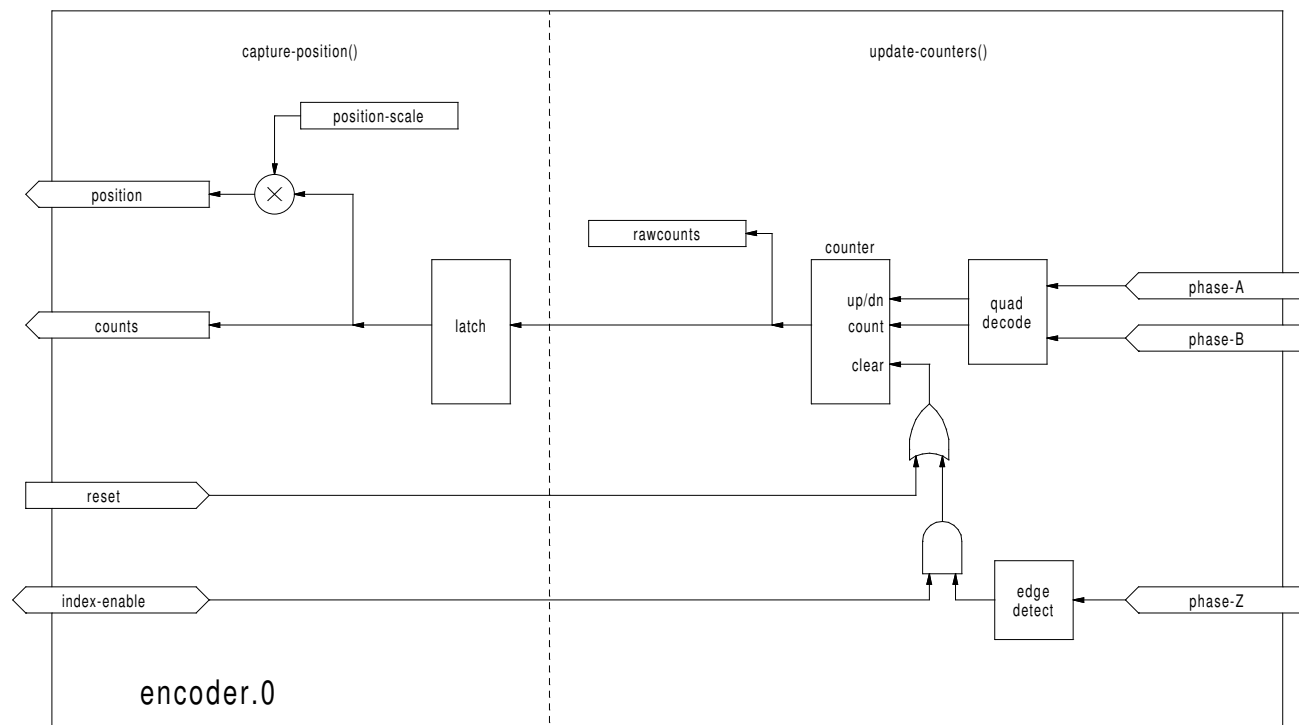 capture-position()
update-counters()
position-scale
position
rawcounts
counter
phase-A
up/dn
quad
decode
counts
latch
count
phase-B
clear
reset
index-enable
edge
detect
phase-Z
encoder.0